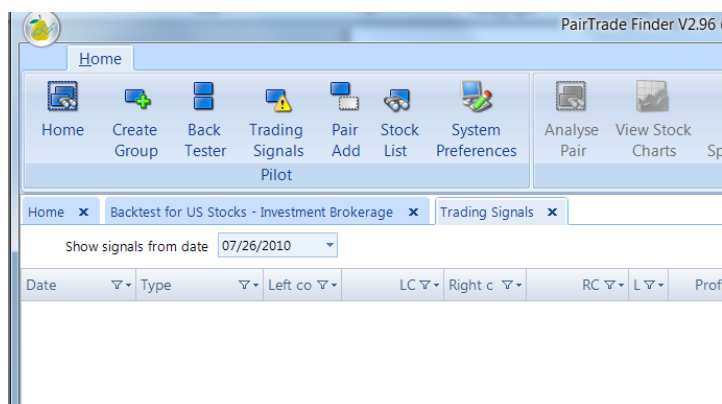 PairTrade Finder V2.96
Home
Home
Create Group
Back Tester
Trading Signals
Pair Add
Stock List
System Preferences
Analyse Pair
View Stock Charts
Pilot
Home x
Backtest for US Stocks - Investment Brokerage x
Trading Signals x
Show signals from date 07/26/2010
Date Type Left co LC Right c RC L Prof